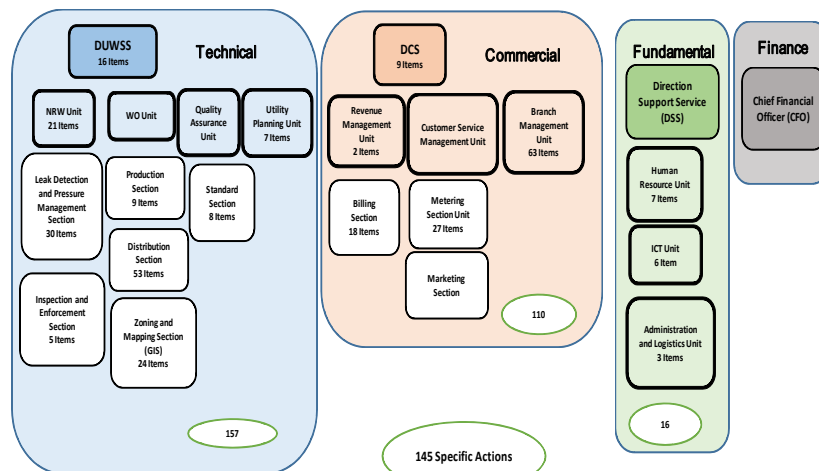 DUWSS
16 Items
Technical
NRW Unit
21 Items
WO Unit
Quality
Assurance
Unit
Utility
Planning Unit
7 Items
Leak Detection and
Pressure
Management
Section
30 Items
Production
Section
9 Items
Standard
Section
8 Items
Distribution
Section
53 Items
Inspection and
Enforcement
Section
5 Items
Zoning and
Mapping Section
(GIS)
24 Items
157
DCS
9 Items
Commercial
Revenue
Management
Unit
2 Items
Customer Service
Management Unit
Branch
Management
Unit
63 Items
Billing
Section
18 Items
Metering
Section Unit
27 Items
Marketing
Section
110
145 Specific Actions
Fundamental
Direction
Support Service
(DSS)
Human
Resource Unit
7 Items
ICT Unit
6 Item
Administration
and Logistics Unit
3 Items
16
Finance
Chief Financial
Officer (CFO)